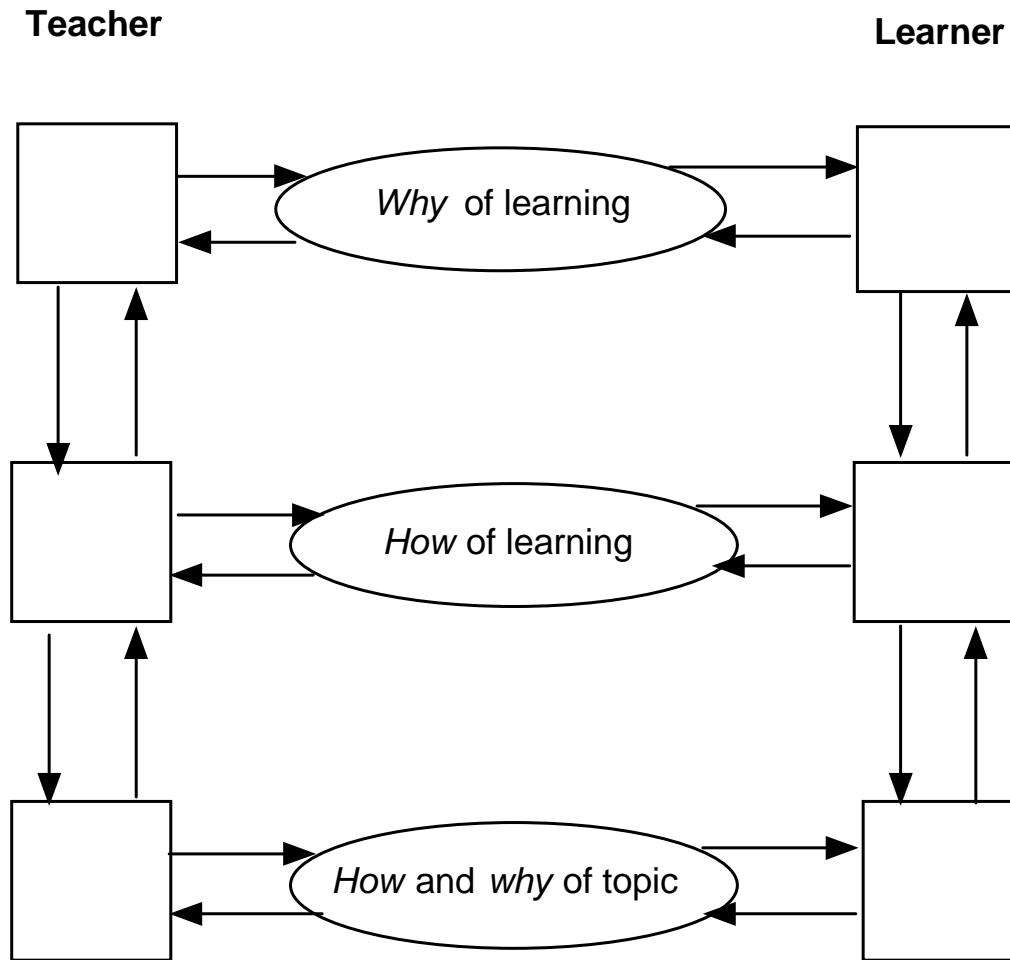 Teacher
Learner
Why of learning
How of learning
How and why of topic